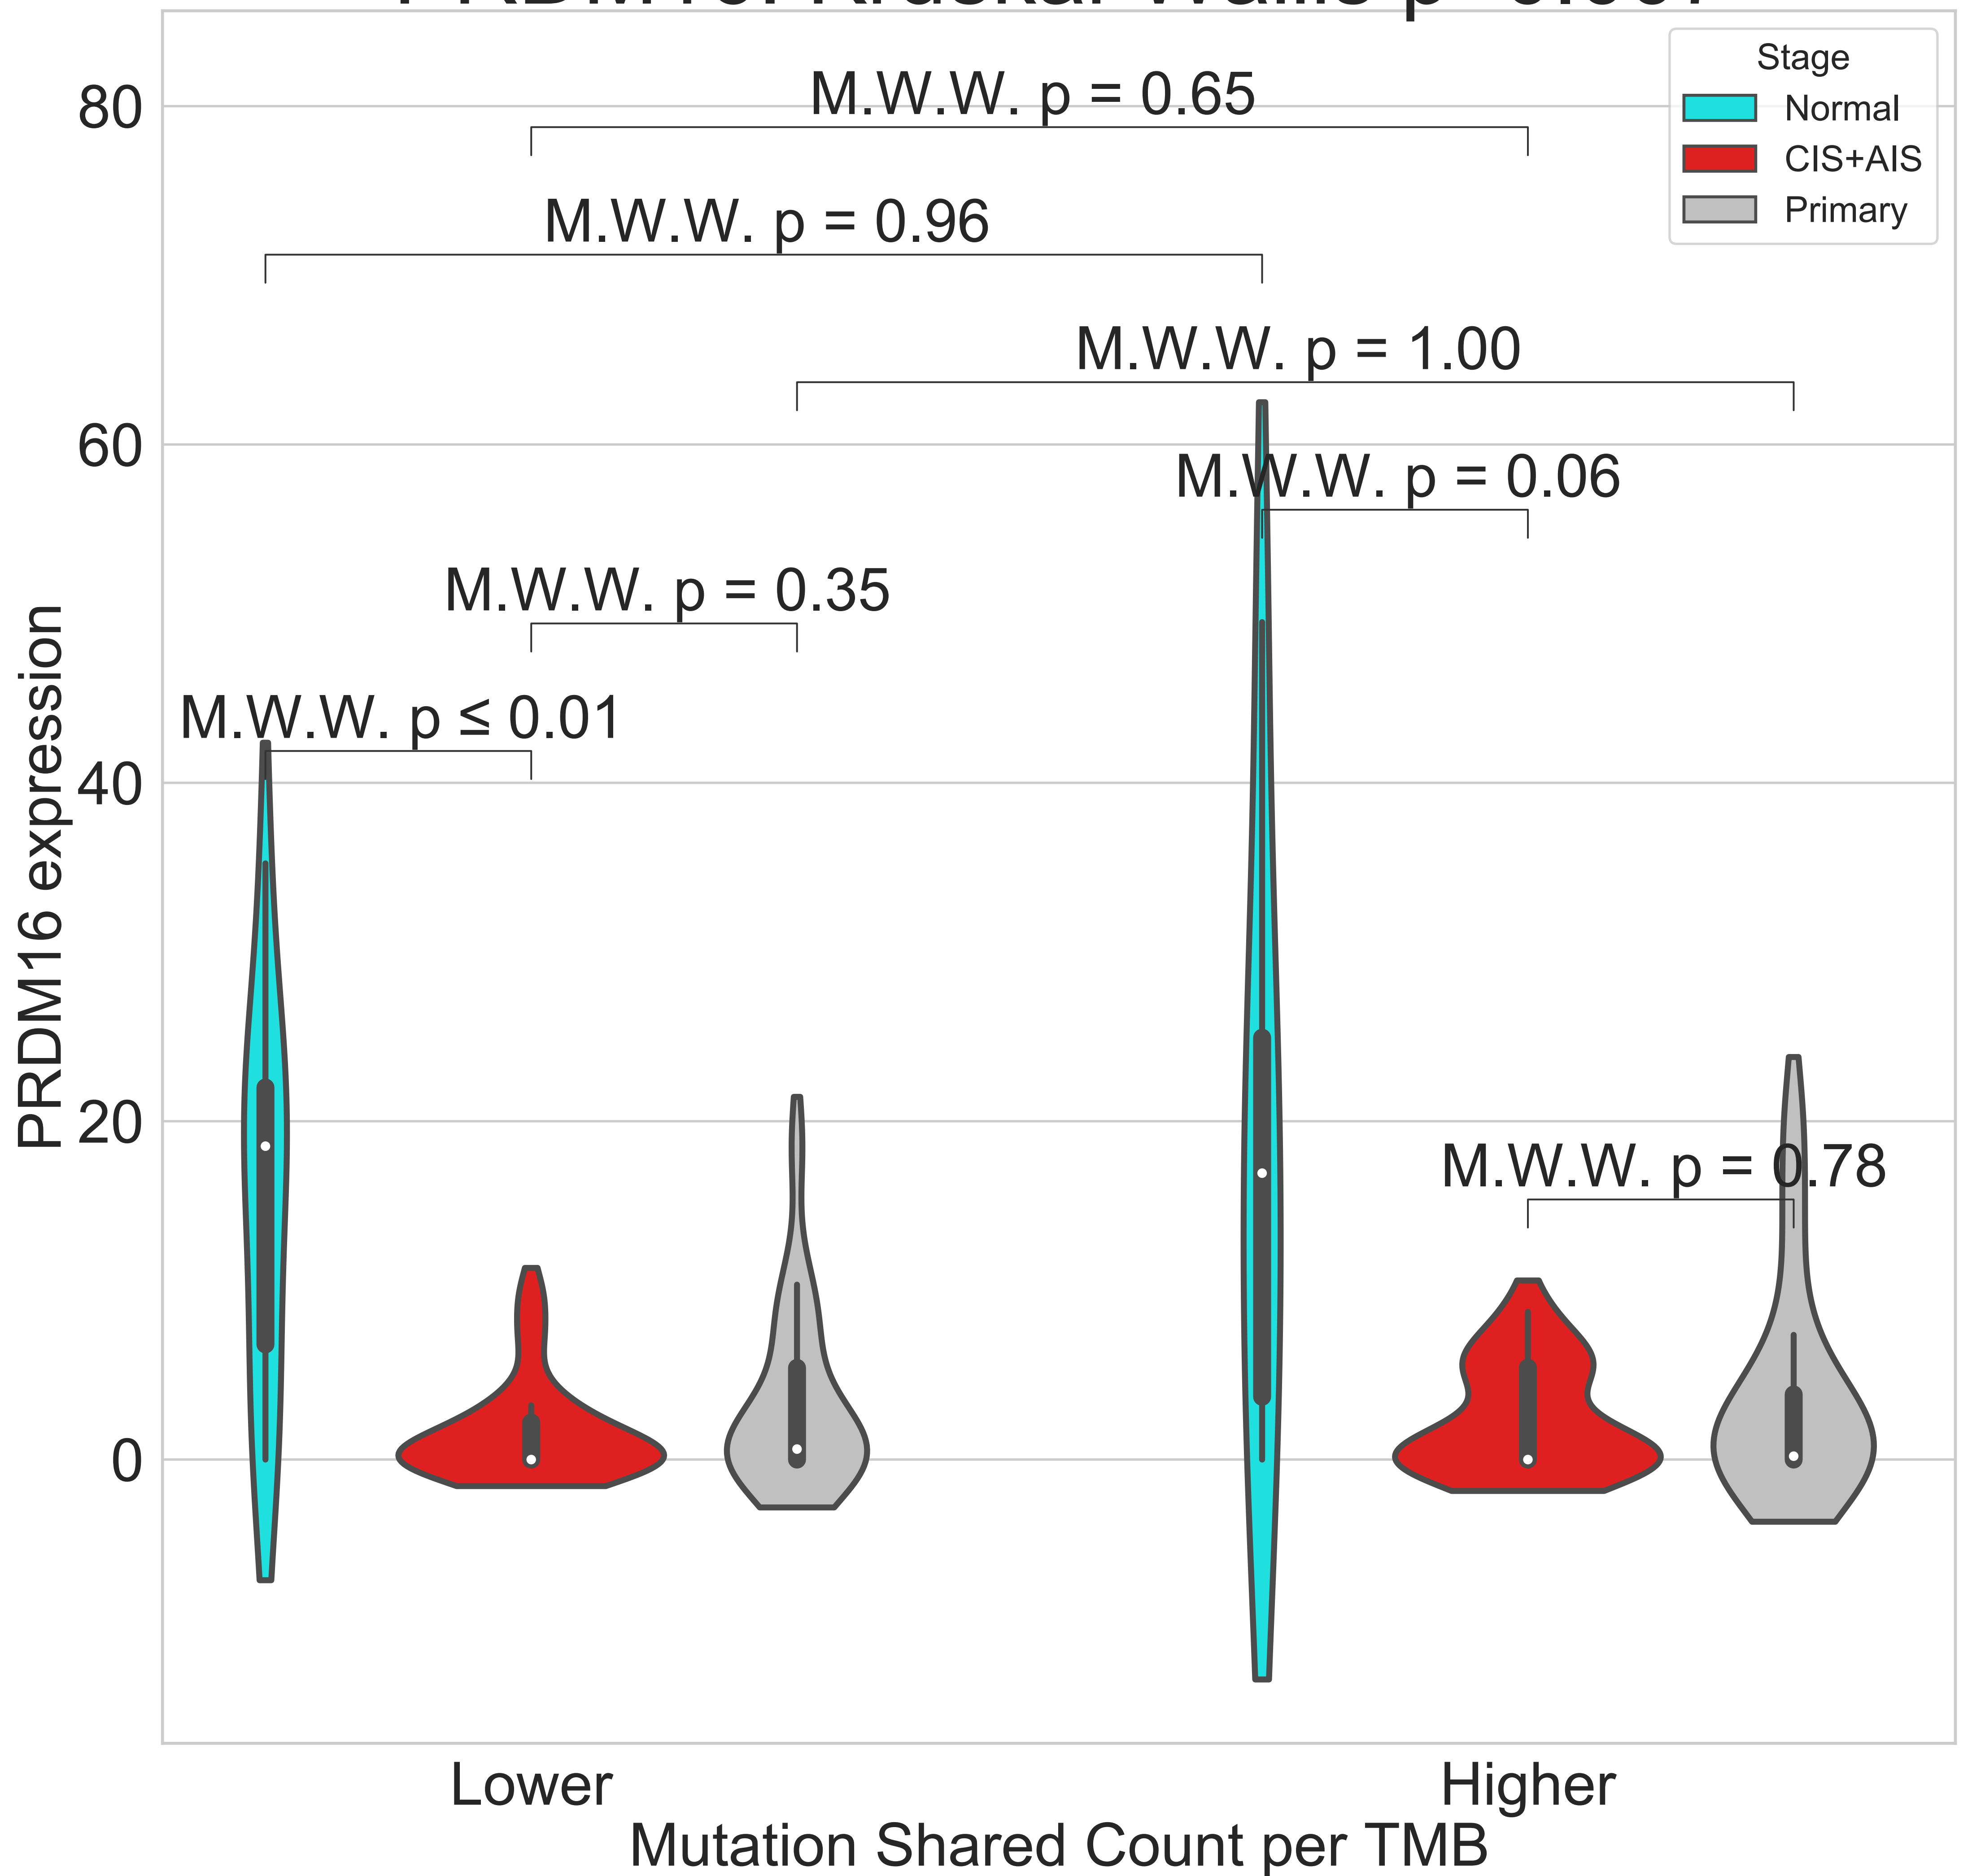 Stage
Normal
CIS+AIS
Primary
M.W.W. p = 0.65
M.W.W. p = 0.96
M.W.W. p = 1.00
M.W.W. p = 0.06
M.W.W. p = 0.35
M.W.W. p ≤ 0.01
M.W.W. p = 0.78
PRDM16 expression
80
60
40
20
0
Lower
Higher
Mutation Shared Count per TMB